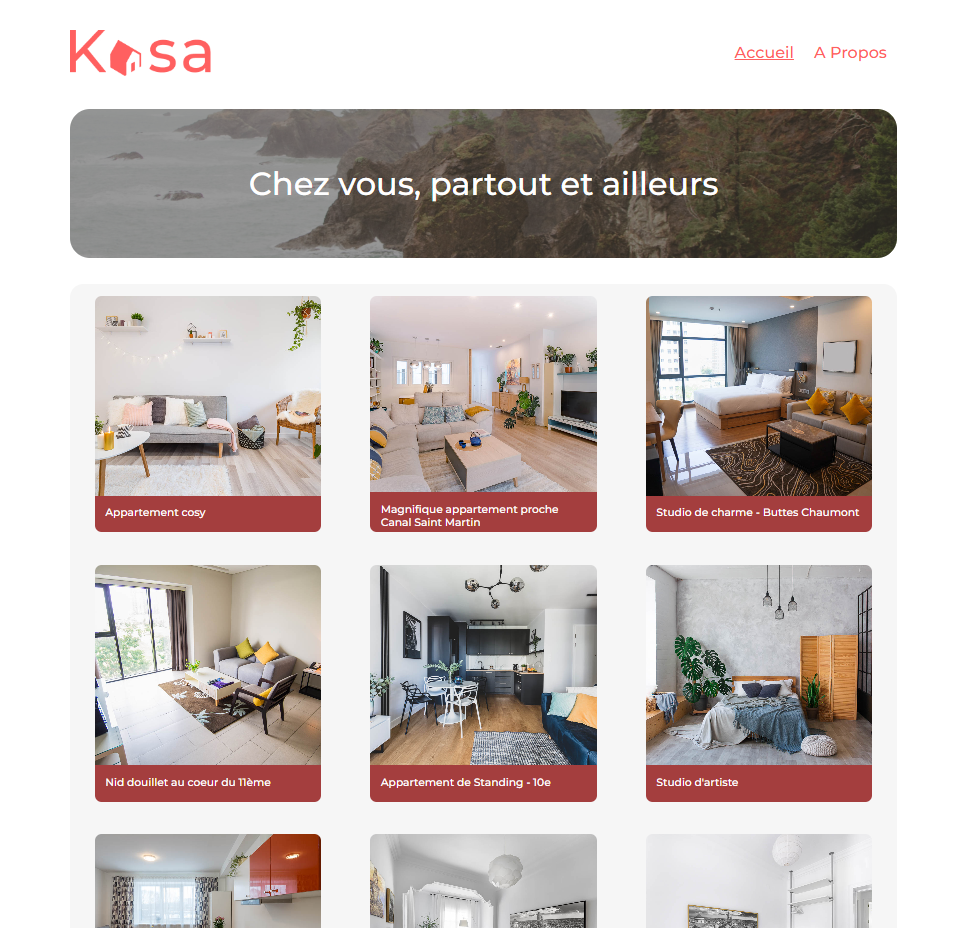 Kasa
Accueil A Propos
Chez vous, partout et ailleurs
Appartement cosy
Magnifique appartement proche
Canal Saint Martin
Studio de charme - Buttes Chaumont
Nid douillet au coeur du 11ème
Appartement de Standing - 10e
Studio d'artiste